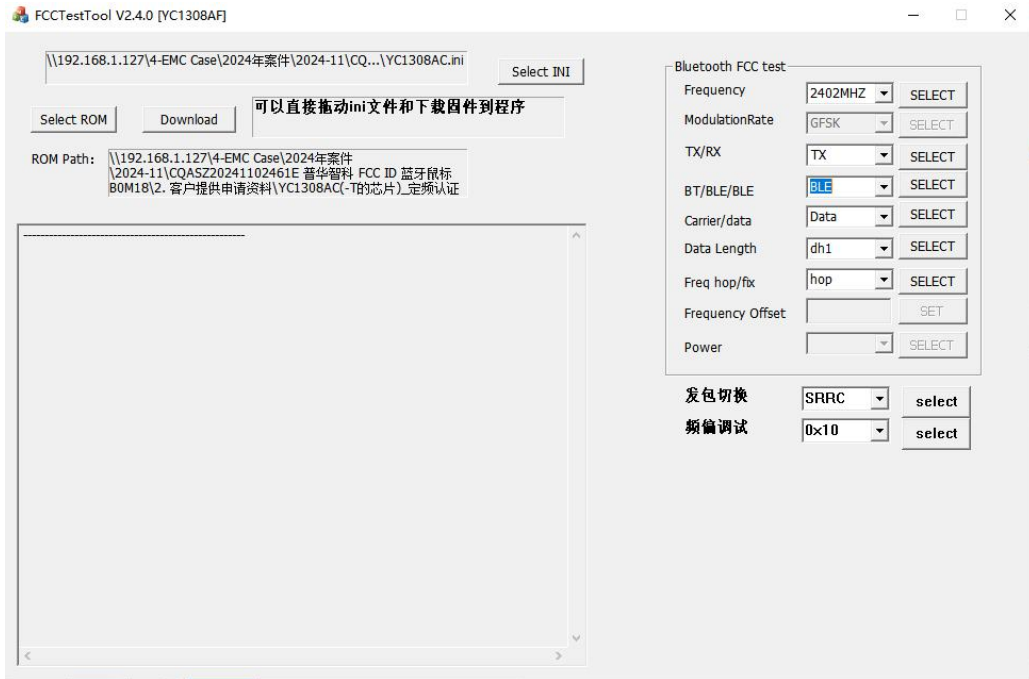 FCCTestTool V2.4.0 [YC1308AF]
\\192.168.1.127\4-EMC Case\2024年案件\2024-11\CQ...\YC1308AC.ini
Select INI
Select ROM
Download
可以直接拖动ini文件和下载固件到程序
ROM Path:
\\192.168.1.127\4-EMC Case\2024年案件
\2024-11\CQASZ20241102461E 普华智科 FCC ID 蓝牙鼠标
B0M18\2. 客户提供申请资料\YC1308AC(-T的芯片)_定频认证
Bluetooth FCC test
Frequency 2402MHZ SELECT
ModulationRate GFSK SELECT
TX/RX TX SELECT
BT/BLE/BLE BLE SELECT
Carrier/data Data SELECT
Data Length dh1 SELECT
Freq hop/fix hop SELECT
Frequency Offset SET
Power SELECT
发包切换 SRRC select
频偏调试 0x10 select